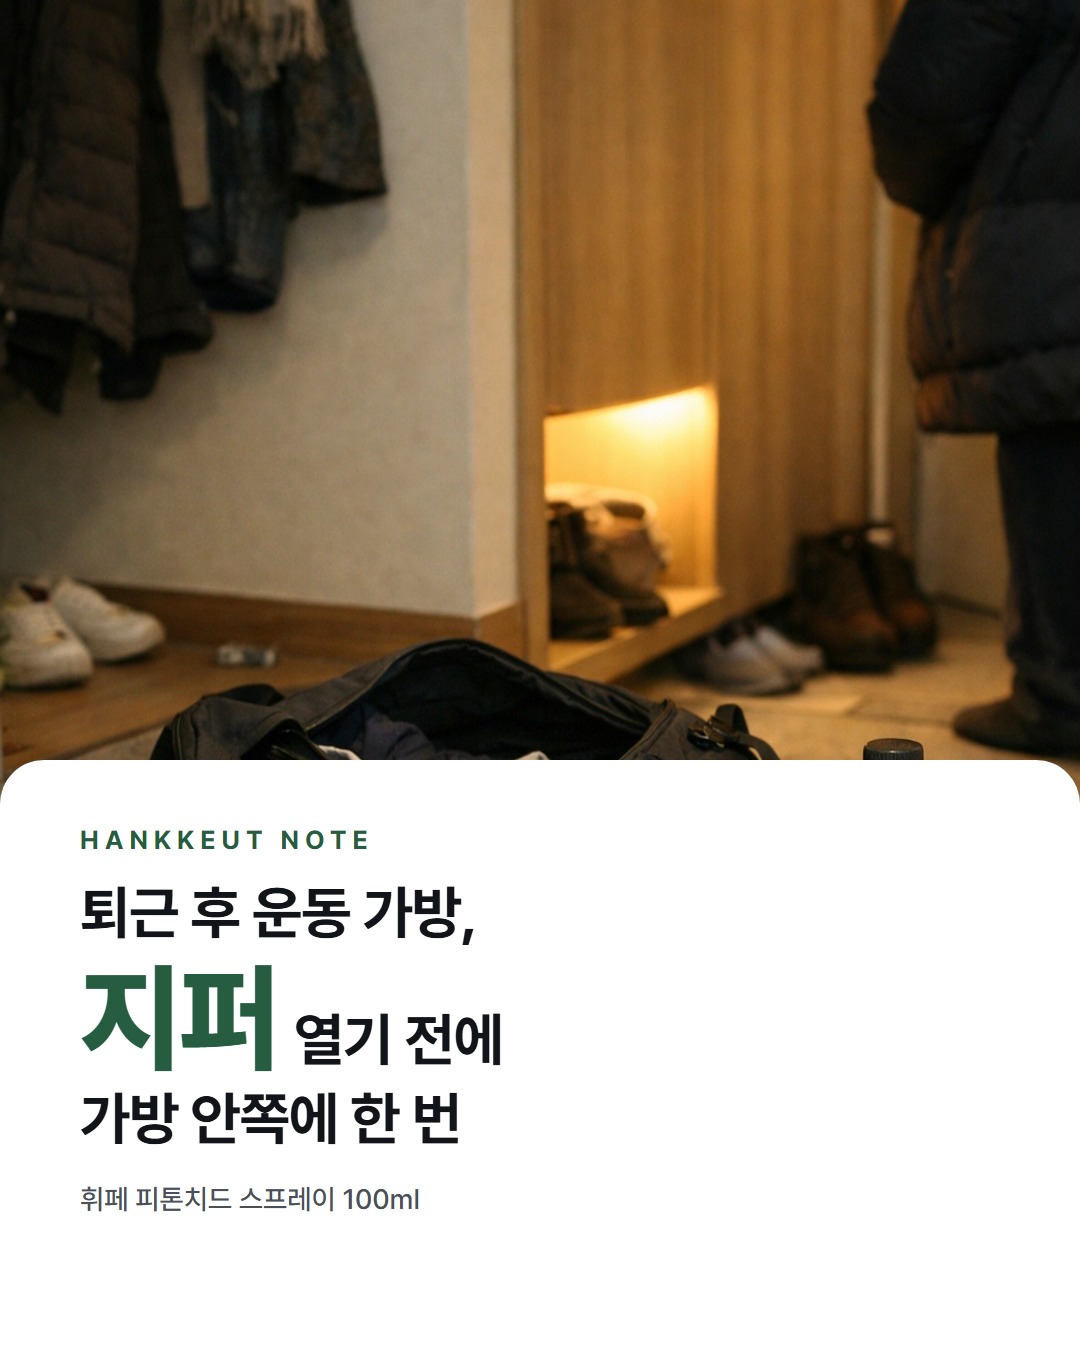 HANKKEUT NOTE
퇴근 후 운동 가방,
지퍼 열기 전에
가방 안쪽에 한 번
휘페 피톤치드 스프레이 100ml